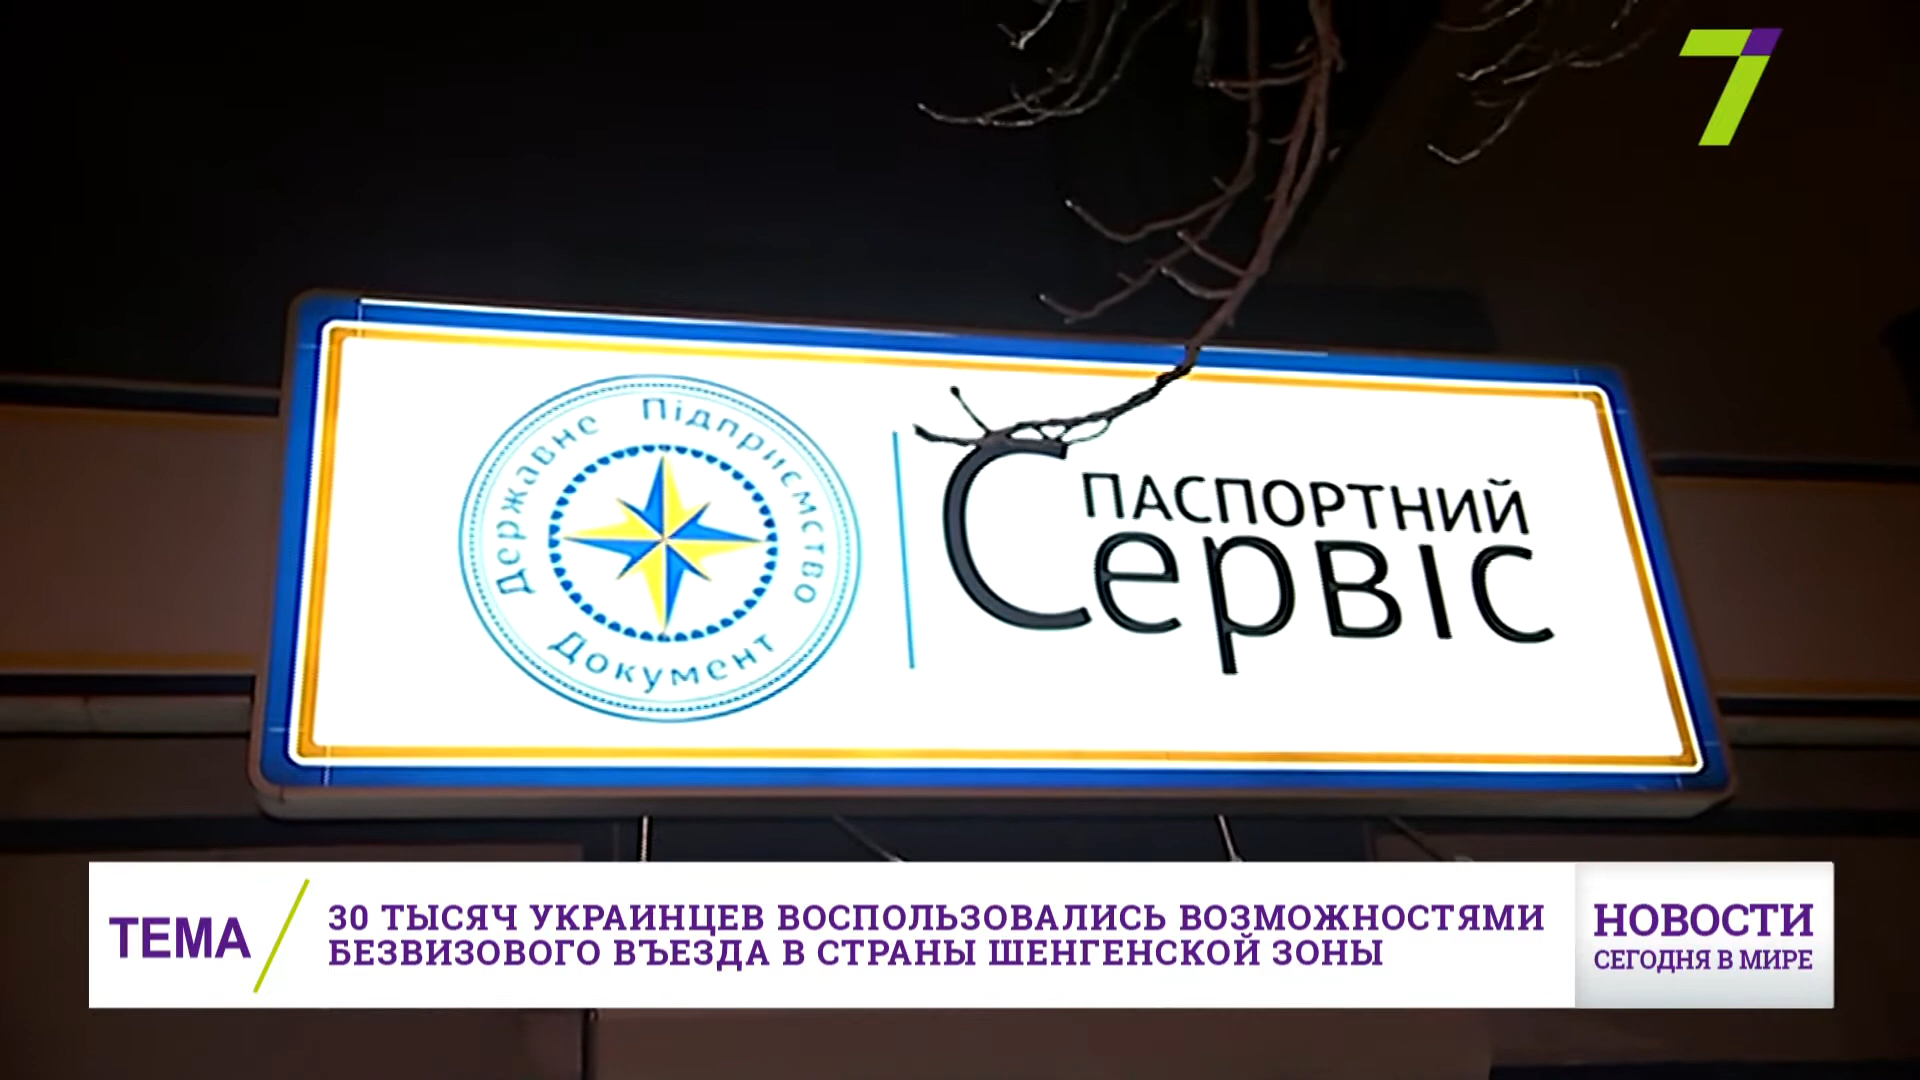 7
Державне Підприємство
Документ
ПАСПОРТНИЙ
Сервіс
ТЕМА
30 ТЫСЯЧ УКРАИНЦЕВ ВОСПОЛЬЗОВАЛИСЬ ВОЗМОЖНОСТЯМИ
БЕЗВИЗОВОГО ВЪЕЗДА В СТРАНЫ ШЕНГЕНСКОЙ ЗОНЫ
НОВОСТИ
СЕГОДНЯ В МИРЕ